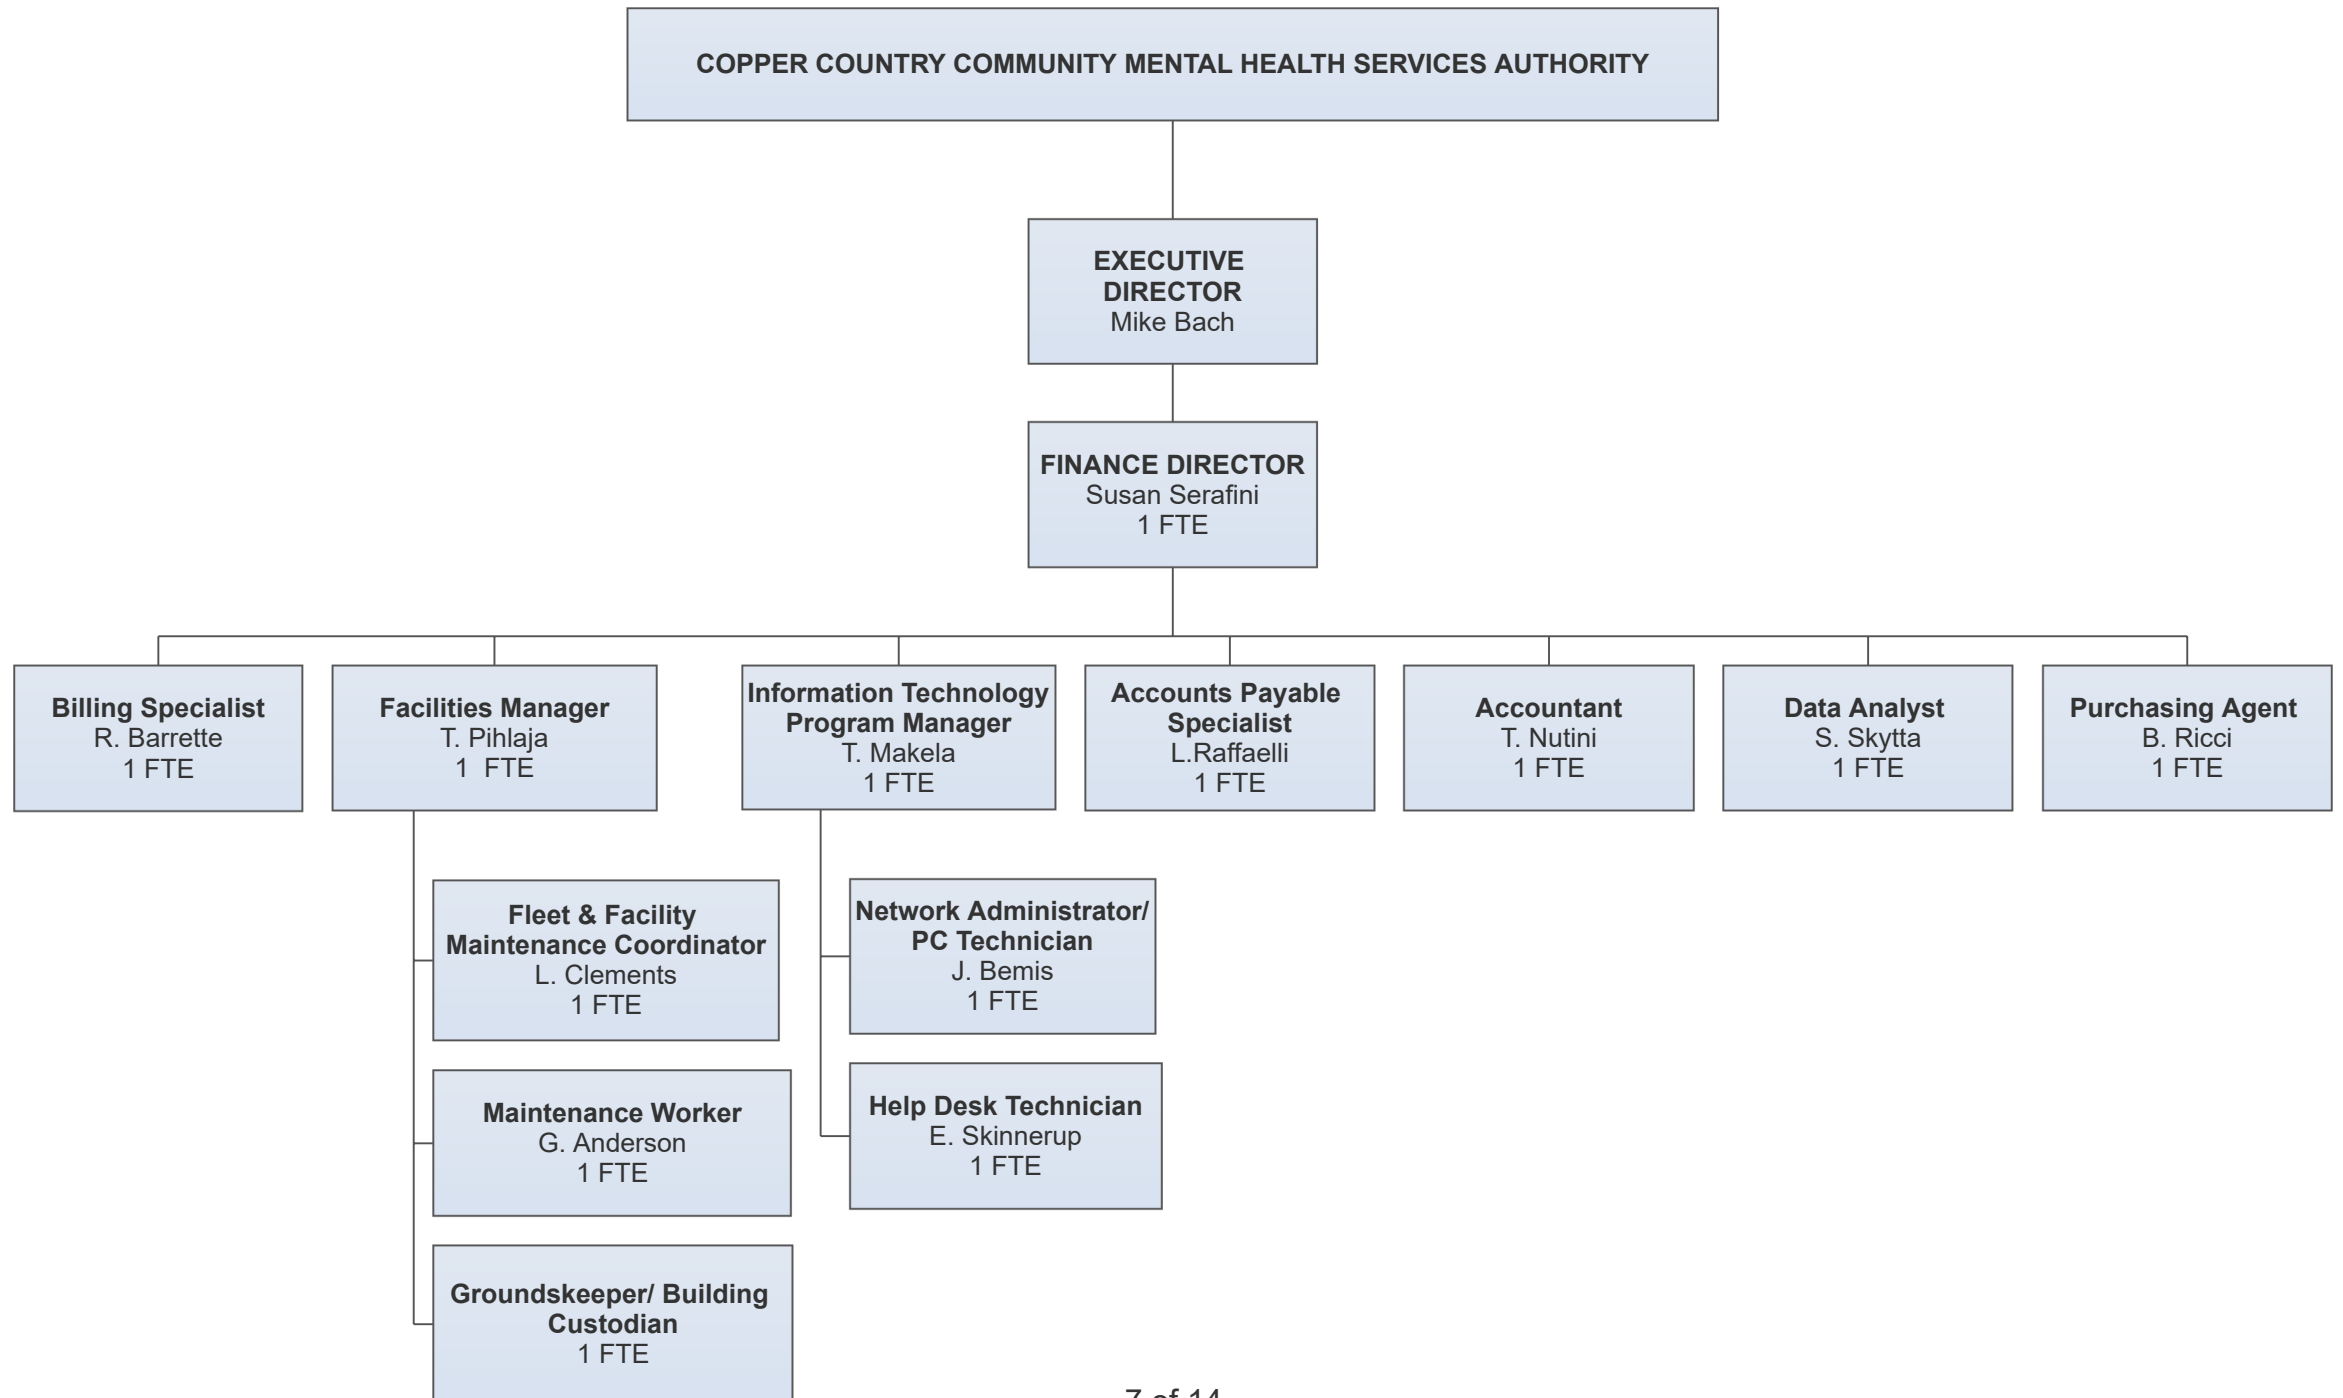 COPPER COUNTRY COMMUNITY MENTAL HEALTH SERVICES AUTHORITY
EXECUTIVE
DIRECTOR
Mike Bach
FINANCE DIRECTOR
Susan Serafini
1 FTE
Billing Specialist
R. Barrette
1 FTE
Facilities Manager
T. Pihlaja
1 FTE
Information Technology
Program Manager
T. Makela
1 FTE
Accounts Payable
Specialist
L.Raffaelli
1 FTE
Accountant
T. Nutini
1 FTE
Data Analyst
S. Skytta
1 FTE
Purchasing Agent
B. Ricci
1 FTE
Fleet & Facility
Maintenance Coordinator
L. Clements
1 FTE
Maintenance Worker
G. Anderson
1 FTE
Groundskeeper/ Building
Custodian
1 FTE
Network Administrator/
PC Technician
J. Bemis
1 FTE
Help Desk Technician
E. Skinnerup
1 FTE
7 of 14